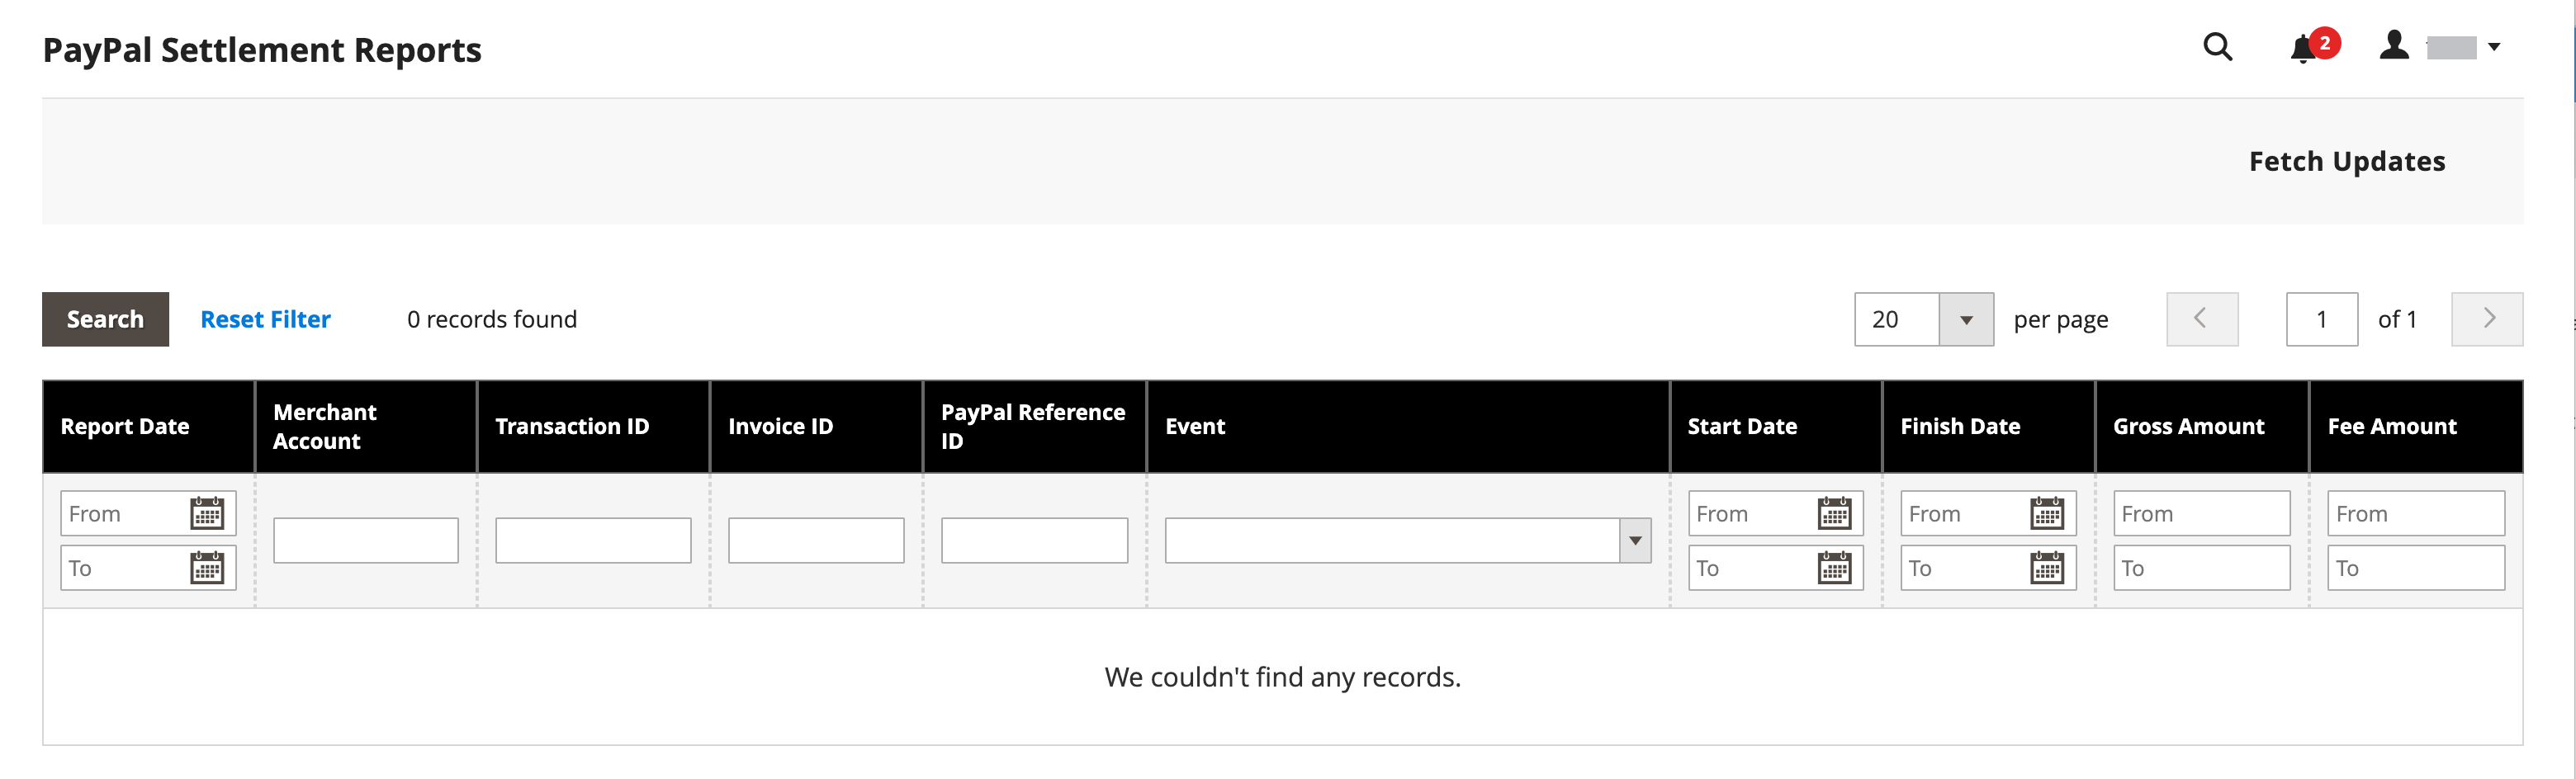 PayPal Settlement Reports
2
Fetch Updates
Search Reset Filter 0 records found 20 per page 1 of 1
Report Date Merchant Account Transaction ID Invoice ID PayPal Reference ID Event Start Date Finish Date Gross Amount Fee Amount
From From From From From
To To To To To
We couldn't find any records.